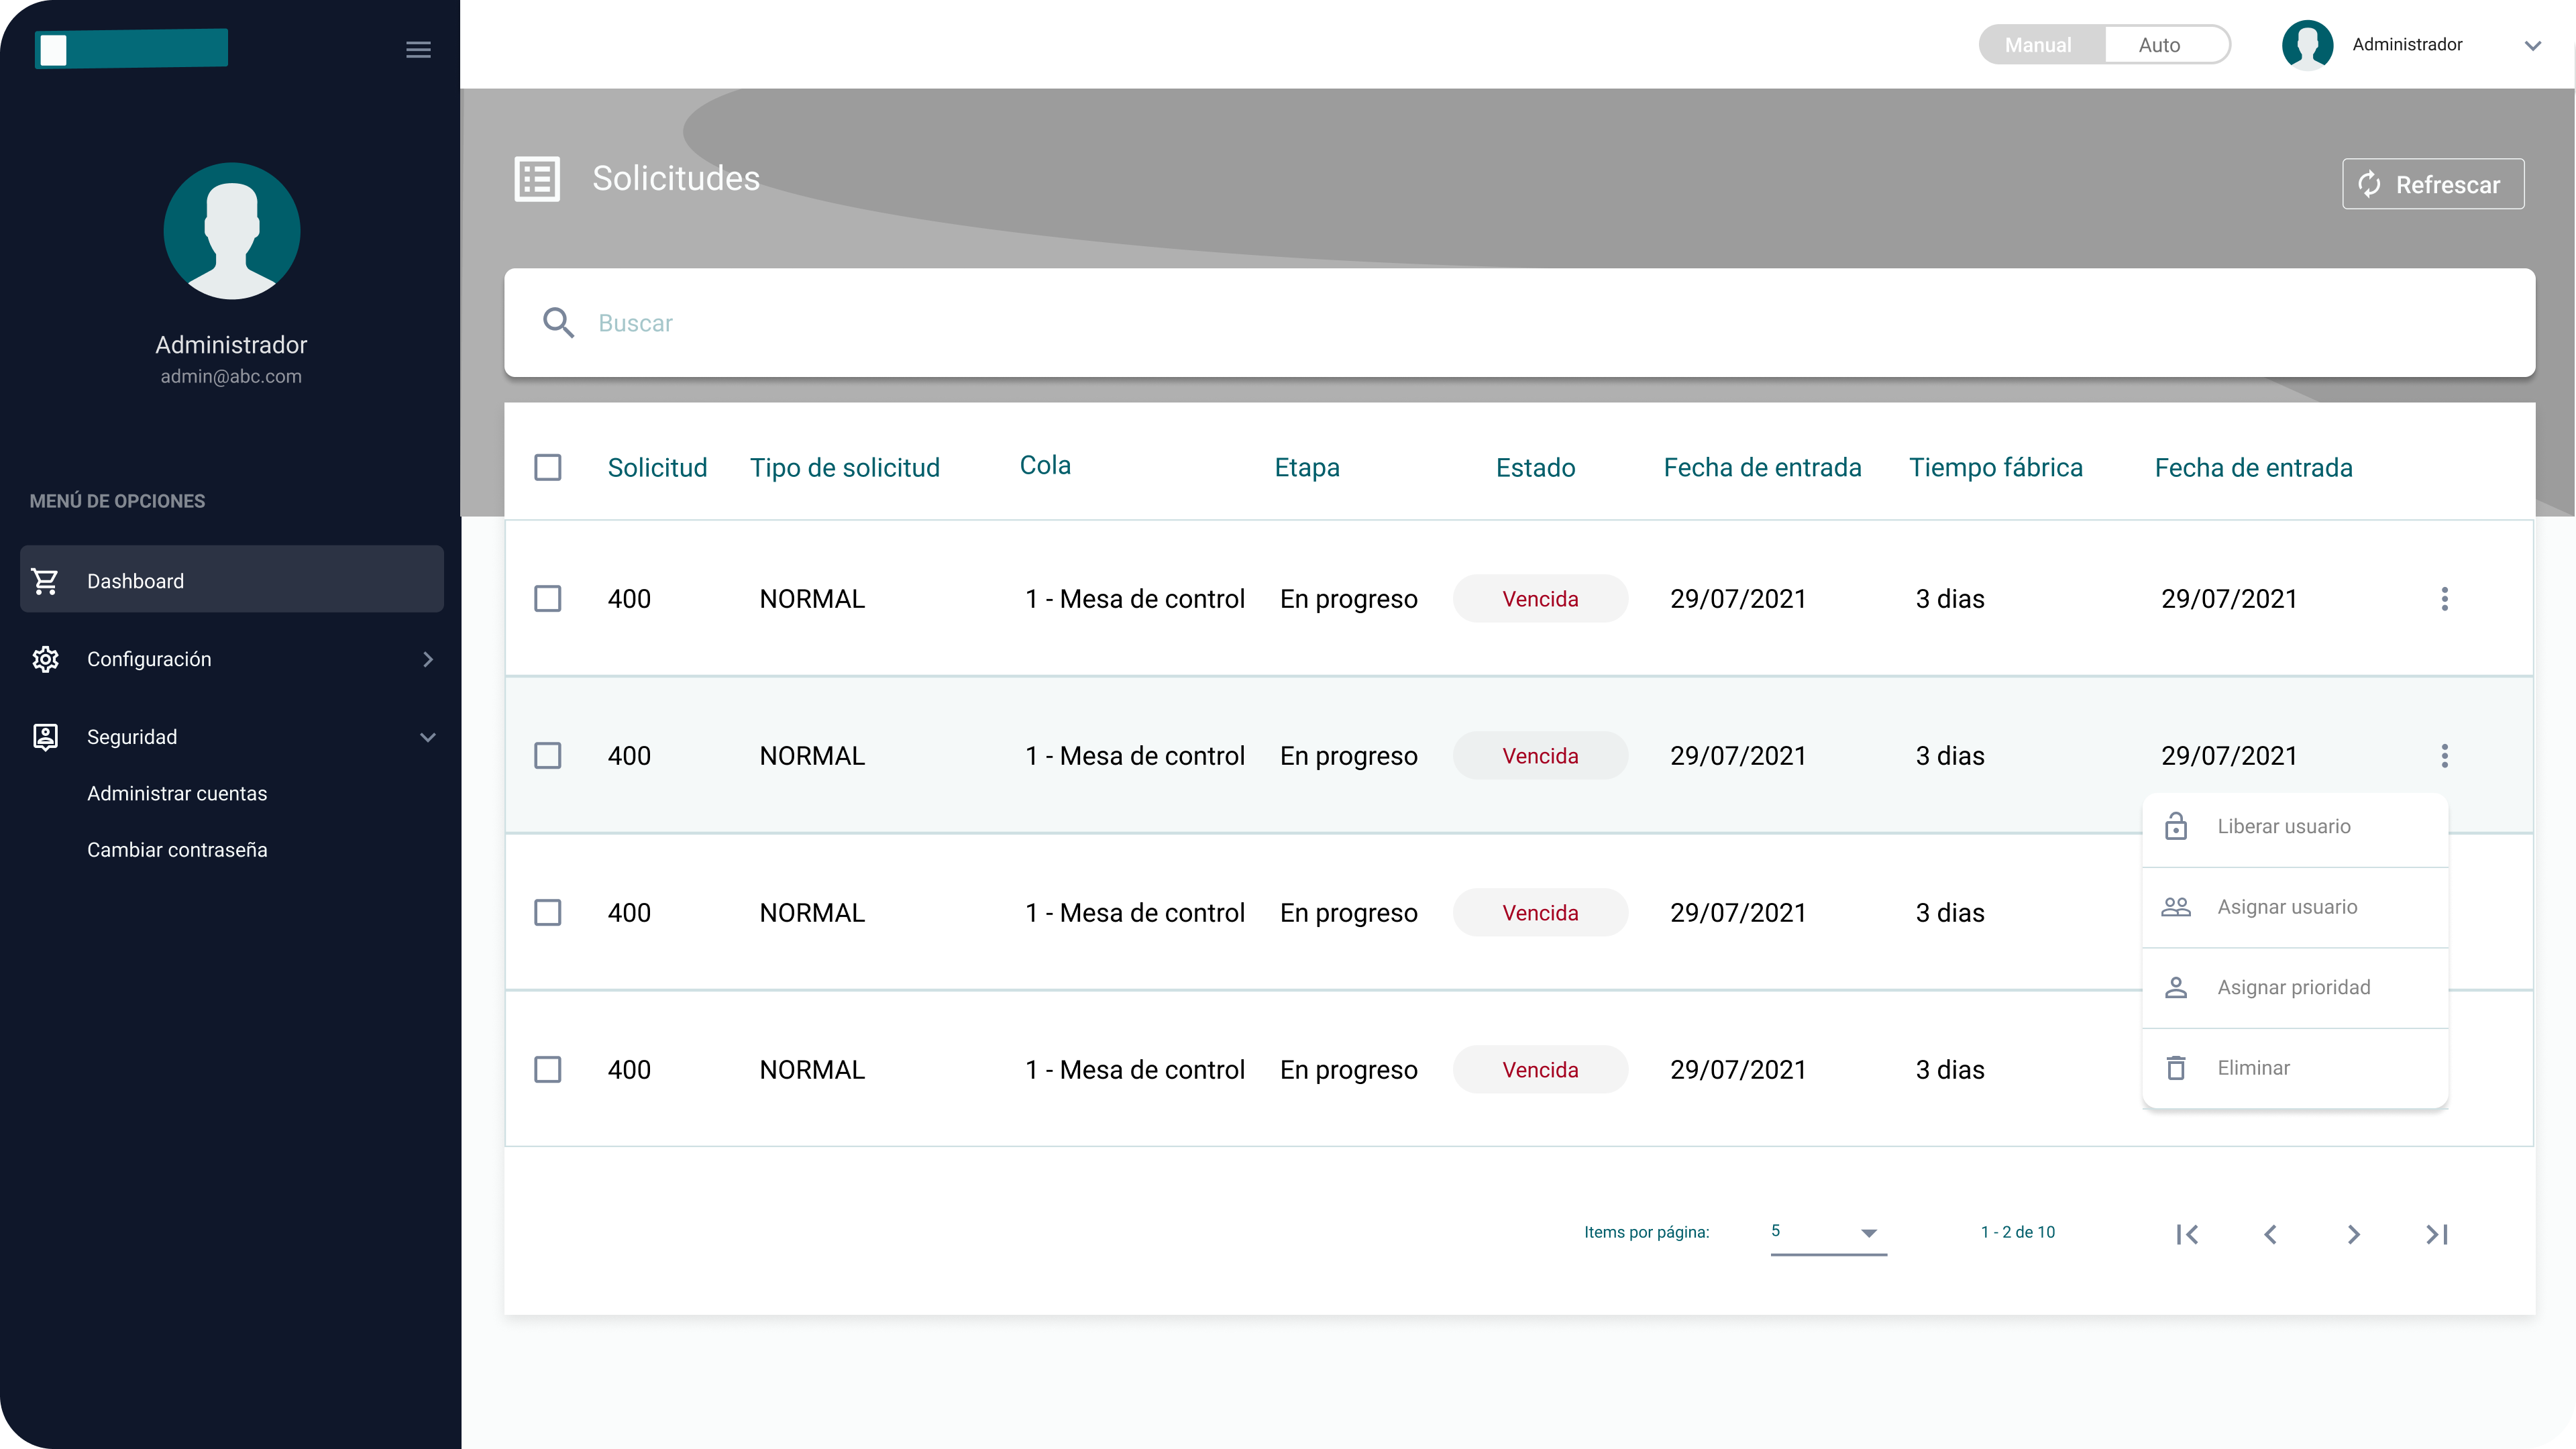 Manual Auto Administrador
Solicitudes
Refrescar
Buscar
Administrador
admin@abc.com
MENÚ DE OPCIONES
Dashboard
Configuración
Seguridad
Administrar cuentas
Cambiar contraseña
Solicitud Tipo de solicitud Cola Etapa Estado Fecha de entrada Tiempo fábrica Fecha de entrada
400 NORMAL 1 - Mesa de control En progreso Vencida 29/07/2021 3 dias 29/07/2021
400 NORMAL 1 - Mesa de control En progreso Vencida 29/07/2021 3 dias 29/07/2021
400 NORMAL 1 - Mesa de control En progreso Vencida 29/07/2021 3 dias
400 NORMAL 1 - Mesa de control En progreso Vencida 29/07/2021 3 dias
Liberar usuario
Asignar usuario
Asignar prioridad
Eliminar
Items por página: 5 1 - 2 de 10